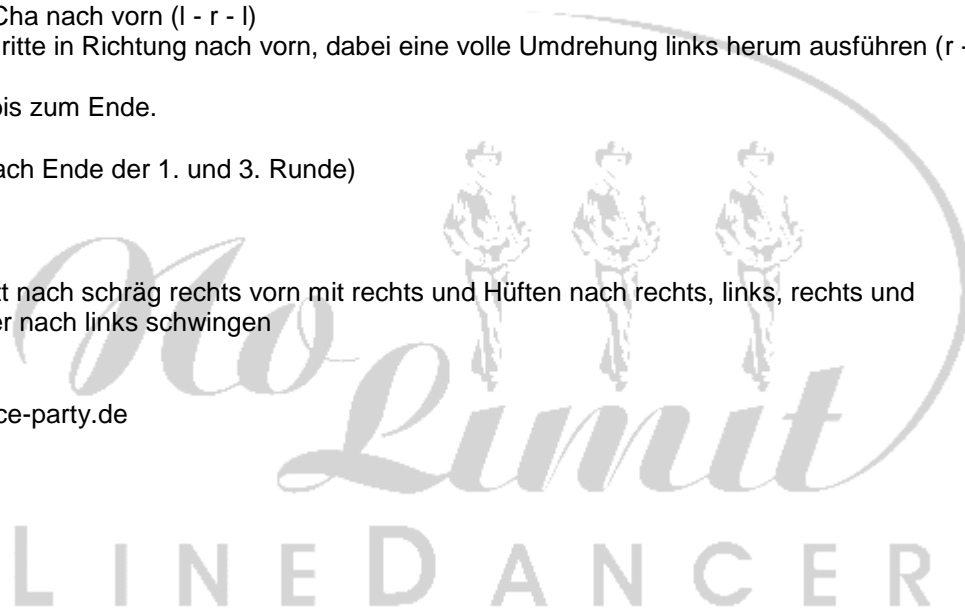 Cha nach vorn (l - r - l)
ritte in Richtung nach vorn, dabei eine volle Umdrehung links herum ausführen (r -
bis zum Ende.
ach Ende der 1. und 3. Runde)
tt nach schräg rechts vorn mit rechts und Hüften nach rechts, links, rechts und
er nach links schwingen
ce-party.de
No
Limit
LINEDANCER